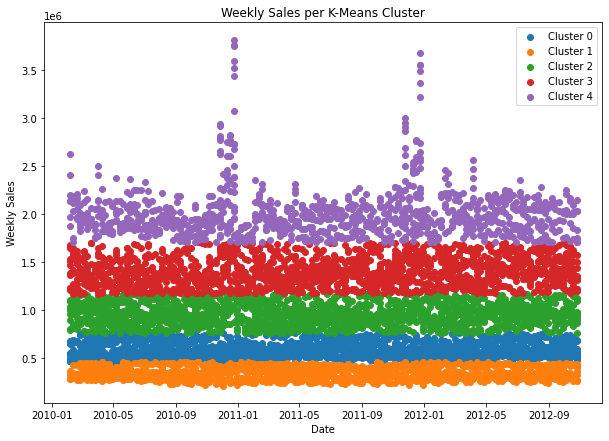 Weekly Sales per K-Means Cluster
1e6
Cluster 0
Cluster 1
Cluster 2
Cluster 3
Cluster 4
3.5
3.0
2.5
2.0
1.5
1.0
0.5
Weekly Sales
2010-01 2010-05 2010-09 2011-01 2011-05 2011-09 2012-01 2012-05 2012-09
Date